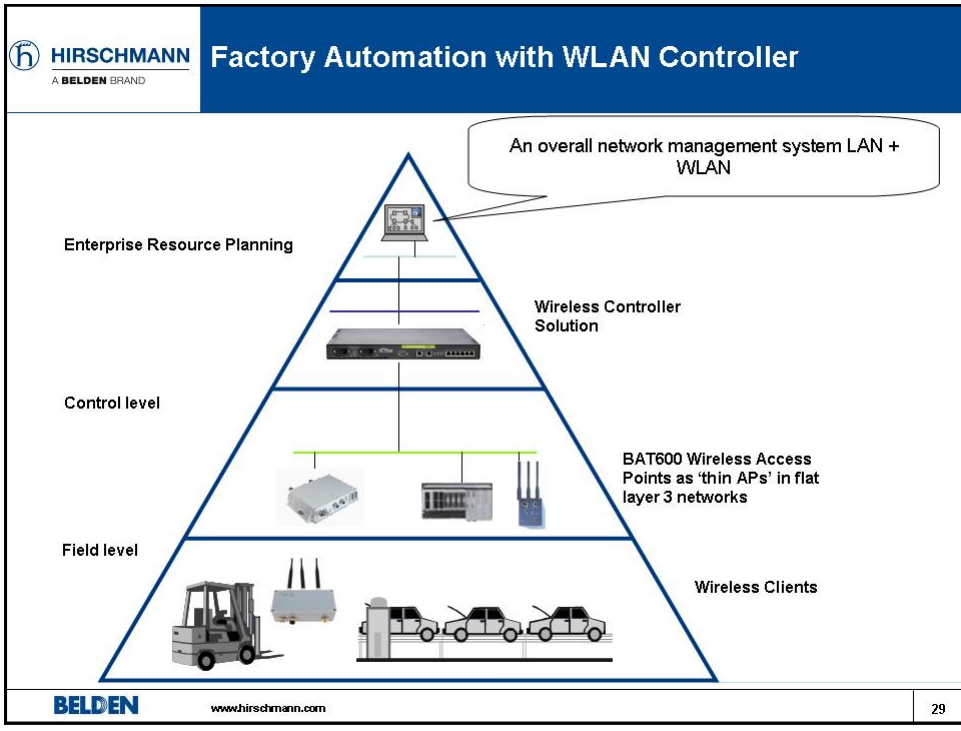 HIRSCHMANN
A BELDEN BRAND
Factory Automation with WLAN Controller
An overall network management system LAN +
WLAN
Enterprise Resource Planning
Wireless Controller
Solution
Control level
BAT600 Wireless Access
Points as ‘thin APs’ in flat
layer 3 networks
Field level
Wireless Clients
BELDEN
www.hirschmann.com
29